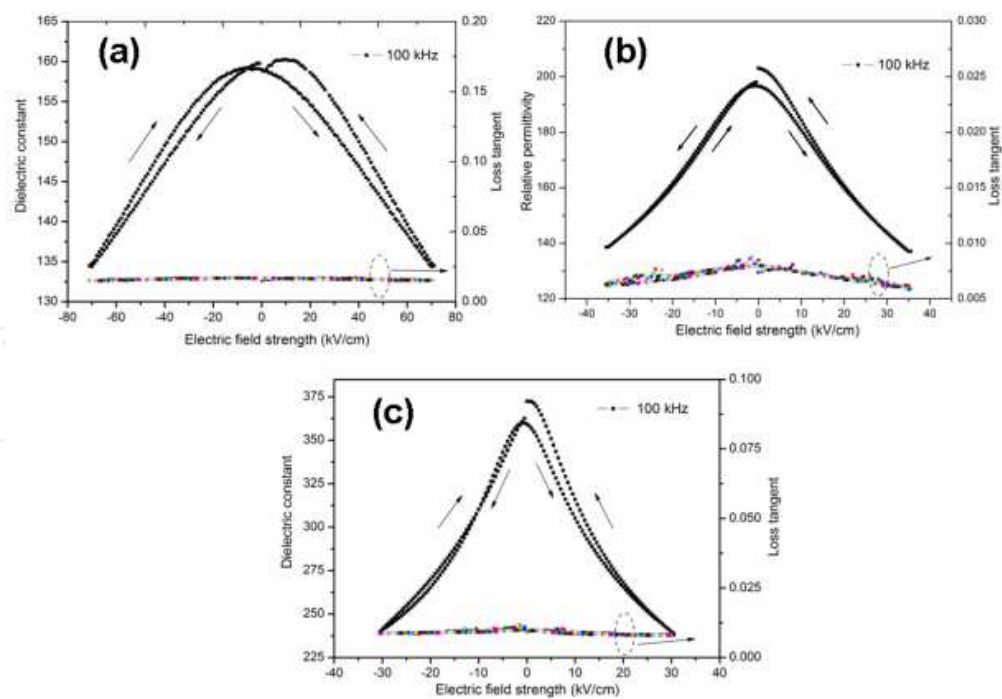 (a)
100 kHz
Dielectric constant
165
160
155
150
145
140
135
130
-80 -60 -40 -20 0 20 40 60 80
Electric field strength (kV/cm)
0.20
0.15
0.10
0.05
0.00
Loss tangent
(b)
100 kHz
Relative permittivity
220
200
180
160
140
120
-40 -30 -20 -10 0 10 20 30 40
Electric field strength (kV/cm)
0.030
0.025
0.020
0.015
0.010
0.005
Loss tangent
(c)
100 kHz
Dielectric constant
375
350
325
300
275
250
225
-40 -30 -20 -10 0 10 20 30 40
Electric field strength (kV/cm)
0.100
0.075
0.050
0.025
0.000
Loss tangent